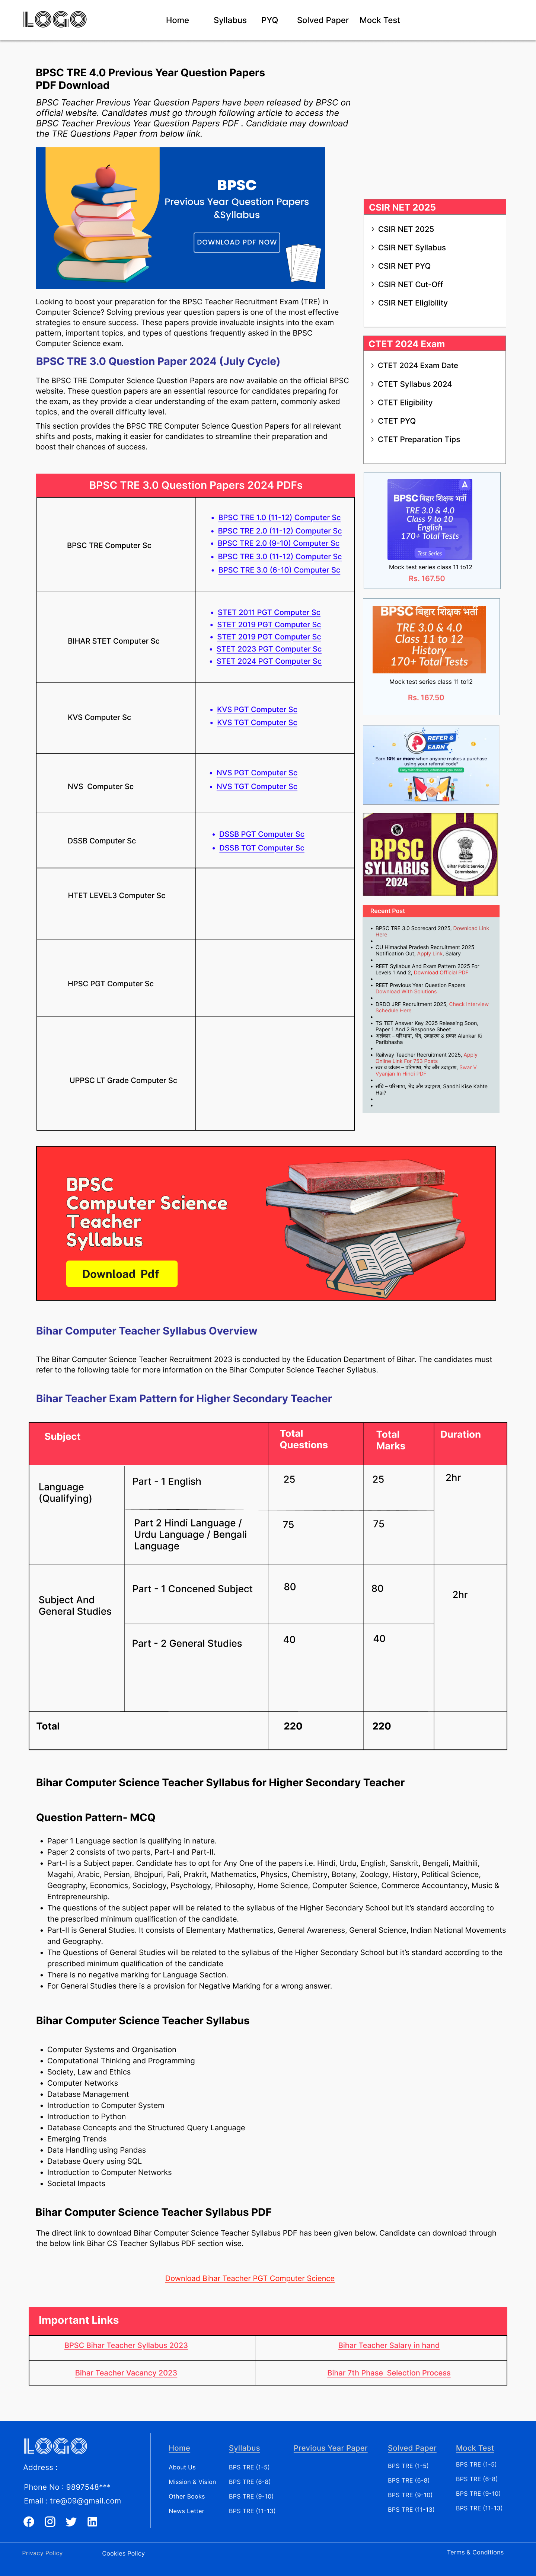 LOGO
Home Syllabus PYQ Solved Paper Mock Test
BPSC TRE 4.0 Previous Year Question Papers
PDF Download
BPSC Teacher Previous Year Question Papers have been released by BPSC on
official website. Candidates must go through following article to access the
BPSC Teacher Previous Year Question Papers PDF . Candidate may download
the TRE Questions Paper from below link.
BPSC
Previous Year Question Papers
&Syllabus
DOWNLOAD PDF NOW
Looking to boost your preparation for the BPSC Teacher Recruitment Exam (TRE) in
Computer Science? Solving previous year question papers is one of the most effective
strategies to ensure success. These papers provide invaluable insights into the exam
pattern, important topics, and types of questions frequently asked in the BPSC
Computer Science exam.
BPSC TRE 3.0 Question Paper 2024 (July Cycle)
The BPSC TRE Computer Science Question Papers are now available on the official BPSC
website. These question papers are an essential resource for candidates preparing for
the exam, as they provide a clear understanding of the exam pattern, commonly asked
topics, and the overall difficulty level.
This section provides the BPSC TRE Computer Science Question Papers for all relevant
shifts and posts, making it easier for candidates to streamline their preparation and
boost their chances of success.
BPSC TRE 3.0 Question Papers 2024 PDFs
BPSC TRE Computer Sc
BPSC TRE 1.0 (11-12) Computer Sc
BPSC TRE 2.0 (11-12) Computer Sc
BPSC TRE 2.0 (9-10) Computer Sc
BPSC TRE 3.0 (11-12) Computer Sc
BPSC TRE 3.0 (6-10) Computer Sc
BIHAR STET Computer Sc
STET 2011 PGT Computer Sc
STET 2019 PGT Computer Sc
STET 2019 PGT Computer Sc
STET 2023 PGT Computer Sc
STET 2024 PGT Computer Sc
KVS Computer Sc
KVS PGT Computer Sc
KVS TGT Computer Sc
NVS Computer Sc
NVS PGT Computer Sc
NVS TGT Computer Sc
DSSB Computer Sc
DSSB PGT Computer Sc
DSSB TGT Computer Sc
HTET LEVEL3 Computer Sc
HPSC PGT Computer Sc
UPPSC LT Grade Computer Sc
CSIR NET 2025
CSIR NET 2025
CSIR NET Syllabus
CSIR NET PYQ
CSIR NET Cut-Off
CSIR NET Eligibility
CTET 2024 Exam
CTET 2024 Exam Date
CTET Syllabus 2024
CTET Eligibility
CTET PYQ
CTET Preparation Tips
BPSC बिहार शिक्षक भर्ती
TRE 3.0 & 4.0
Class 9 to 10
English
170+ Total Tests
Test Series
Mock test series class 11 to12
Rs. 167.50
BPSC बिहार शिक्षक भर्ती
TRE 3.0 & 4.0
Class 11 to 12
History
170+ Total Tests
Mock test series class 11 to12
Rs. 167.50
REFER &
EARN
Earn 10% or more when anyone makes a purchase
using your referral code*
BPSC
SYLLABUS
2024
Bihar Public Service
Commission
Recent Post
BPSC TRE 3.0 Scorecard 2025, Download Link
Here
CU Himachal Pradesh Recruitment 2025
Notification Out, Apply Link, Salary
REET Syllabus And Exam Pattern 2025 For
Levels 1 And 2, Download Official PDF
REET Previous Year Question Papers
Download With Solutions
DRDO JRF Recruitment 2025, Check Interview
Schedule Here
TS TET Answer Key 2025 Releasing Soon,
Paper 1 And 2 Response Sheet
अलंकार – परिभाषा, भेद, उदाहरण & प्रकार Alankar Ki
Paribhasha
Railway Teacher Recruitment 2025, Apply
Online Link For 753 Posts
स्वर व व्यंजन – परिभाषा, भेद और उदाहरण, Swar V
Vyanjan In Hindi PDF
संधि – परिभाषा, भेद और उदाहरण, Sandhi Kise Kahte
Hai?
BPSC
Computer Science
Teacher
Syllabus
Download Pdf
Bihar Computer Teacher Syllabus Overview
The Bihar Computer Science Teacher Recruitment 2023 is conducted by the Education Department of Bihar. The candidates must
refer to the following table for more information on the Bihar Computer Science Teacher Syllabus.
Bihar Teacher Exam Pattern for Higher Secondary Teacher
Subject
Total
Questions
Total
Marks
Duration
Language
(Qualifying)
Part - 1 English
25
25
2hr
Part 2 Hindi Language /
Urdu Language / Bengali
Language
75
75
Subject And
General Studies
Part - 1 Concened Subject
80
80
2hr
Part - 2 General Studies
40
40
Total
220
220
Bihar Computer Science Teacher Syllabus for Higher Secondary Teacher
Question Pattern- MCQ
Paper 1 Language section is qualifying in nature.
Paper 2 consists of two parts, Part-I and Part-II.
Part-I is a Subject paper. Candidate has to opt for Any One of the papers i.e. Hindi, Urdu, English, Sanskrit, Bengali, Maithili,
Magahi, Arabic, Persian, Bhojpuri, Pali, Prakrit, Mathematics, Physics, Chemistry, Botany, Zoology, History, Political Science,
Geography, Economics, Sociology, Psychology, Philosophy, Home Science, Computer Science, Commerce Accountancy, Music &
Entrepreneurship.
The questions of the subject paper will be related to the syllabus of the Higher Secondary School but it's standard according to
the prescribed minimum qualification of the candidate.
Part-II is General Studies. It consists of Elementary Mathematics, General Awareness, General Science, Indian National Movements
and Geography.
The Questions of General Studies will be related to the syllabus of the Higher Secondary School but it's standard according to the
prescribed minimum qualification of the candidate
There is no negative marking for Language Section.
For General Studies there is a provision for Negative Marking for a wrong answer.
Bihar Computer Science Teacher Syllabus
Computer Systems and Organisation
Computational Thinking and Programming
Society, Law and Ethics
Computer Networks
Database Management
Introduction to Computer System
Introduction to Python
Database Concepts and the Structured Query Language
Emerging Trends
Data Handling using Pandas
Database Query using SQL
Introduction to Computer Networks
Societal Impacts
Bihar Computer Science Teacher Syllabus PDF
The direct link to download Bihar Computer Science Teacher Syllabus PDF has been given below. Candidate can download through
the below link Bihar CS Teacher Syllabus PDF section wise.
Download Bihar Teacher PGT Computer Science
Important Links
BPSC Bihar Teacher Syllabus 2023
Bihar Teacher Salary in hand
Bihar Teacher Vacancy 2023
Bihar 7th Phase Selection Process
LOGO
Address :
Phone No : 9897548***
Email : tre@09@gmail.com
Home
About Us
Mission & Vision
Other Books
News Letter
Syllabus
BPS TRE (1-5)
BPS TRE (6-8)
BPS TRE (9-10)
BPS TRE (11-13)
Previous Year Paper
Solved Paper
BPS TRE (1-5)
BPS TRE (6-8)
BPS TRE (9-10)
BPS TRE (11-13)
Mock Test
BPS TRE (1-5)
BPS TRE (6-8)
BPS TRE (9-10)
BPS TRE (11-13)
Privacy Policy
Cookies Policy
Terms & Conditions